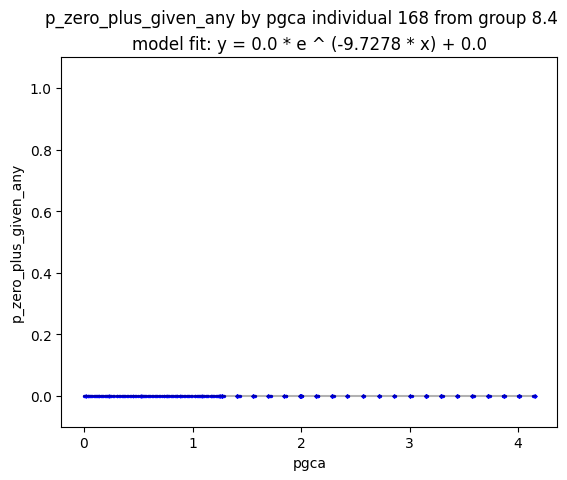 p_zero_plus_given_any by pgca individual 168 from group 8.4
model fit: y = 0.0 * e ^ (-9.7278 * x) + 0.0
1.0
0.8
0.6
0.4
0.2
0.0
p_zero_plus_given_any
0 1 2 3 4
pgca